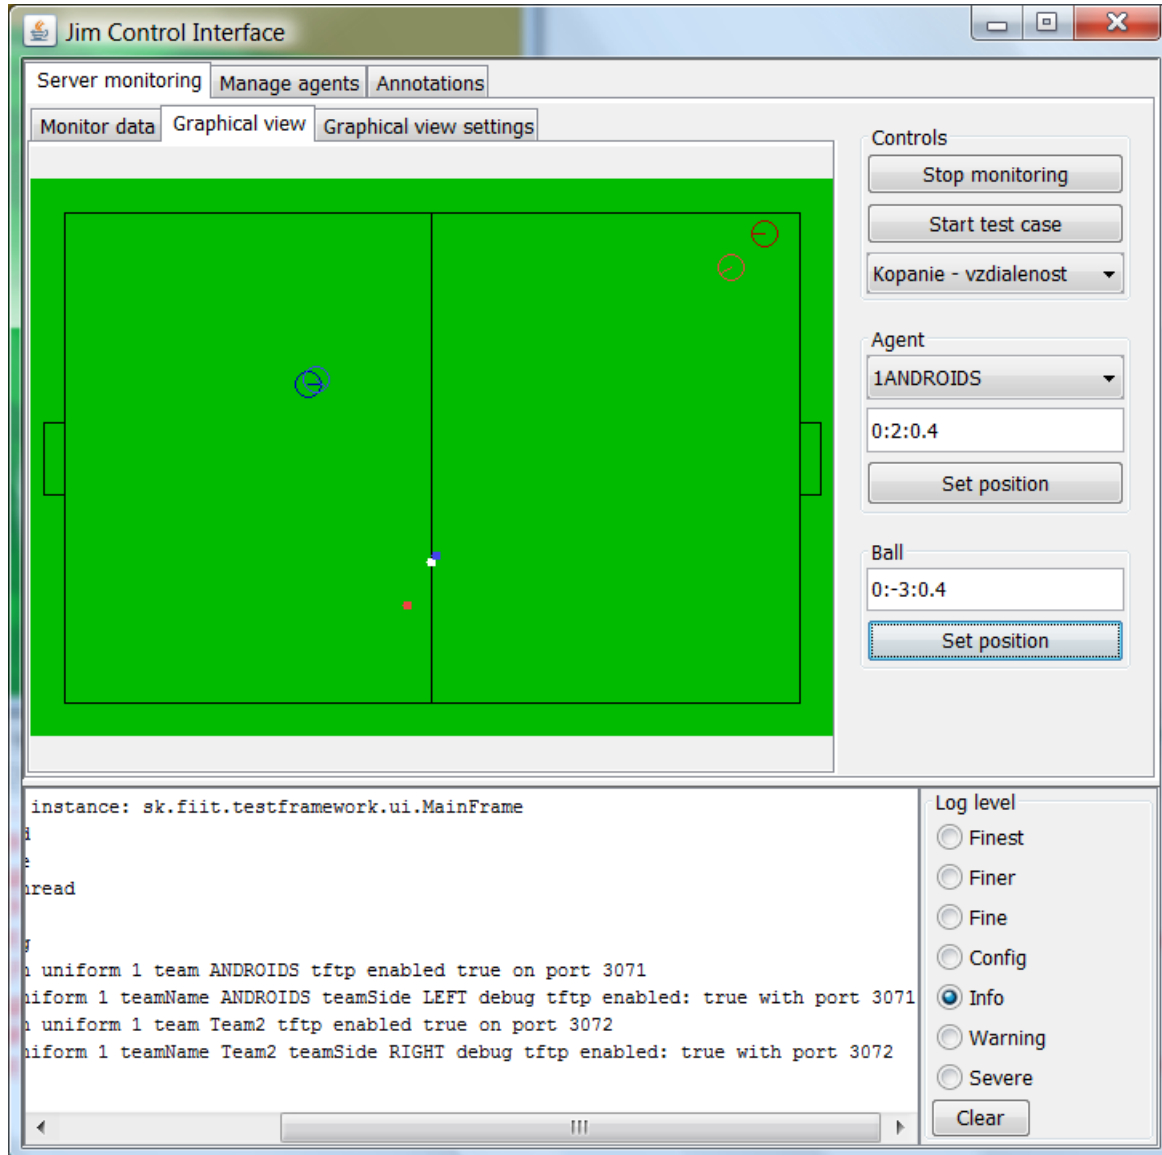 Jim Control Interface
Server monitoring
Manage agents
Annotations
Monitor data
Graphical view
Graphical view settings
Controls
Stop monitoring
Start test case
Kopanie - vzdialenost
Agent
1ANDROIDS
0:2:0.4
Set position
Ball
0:-3:0.4
Set position
instance: sk.fiit.testframework.ui.MainFrame
d
e
hread
g
n uniform 1 team ANDROIDS tftp enabled true on port 3071
niform 1 teamName ANDROIDS teamSide LEFT debug tftp enabled: true with port 3071
n uniform 1 team Team2 tftp enabled true on port 3072
niform 1 teamName Team2 teamSide RIGHT debug tftp enabled: true with port 3072
Log level
Finest
Finer
Fine
Config
Info
Warning
Severe
Clear